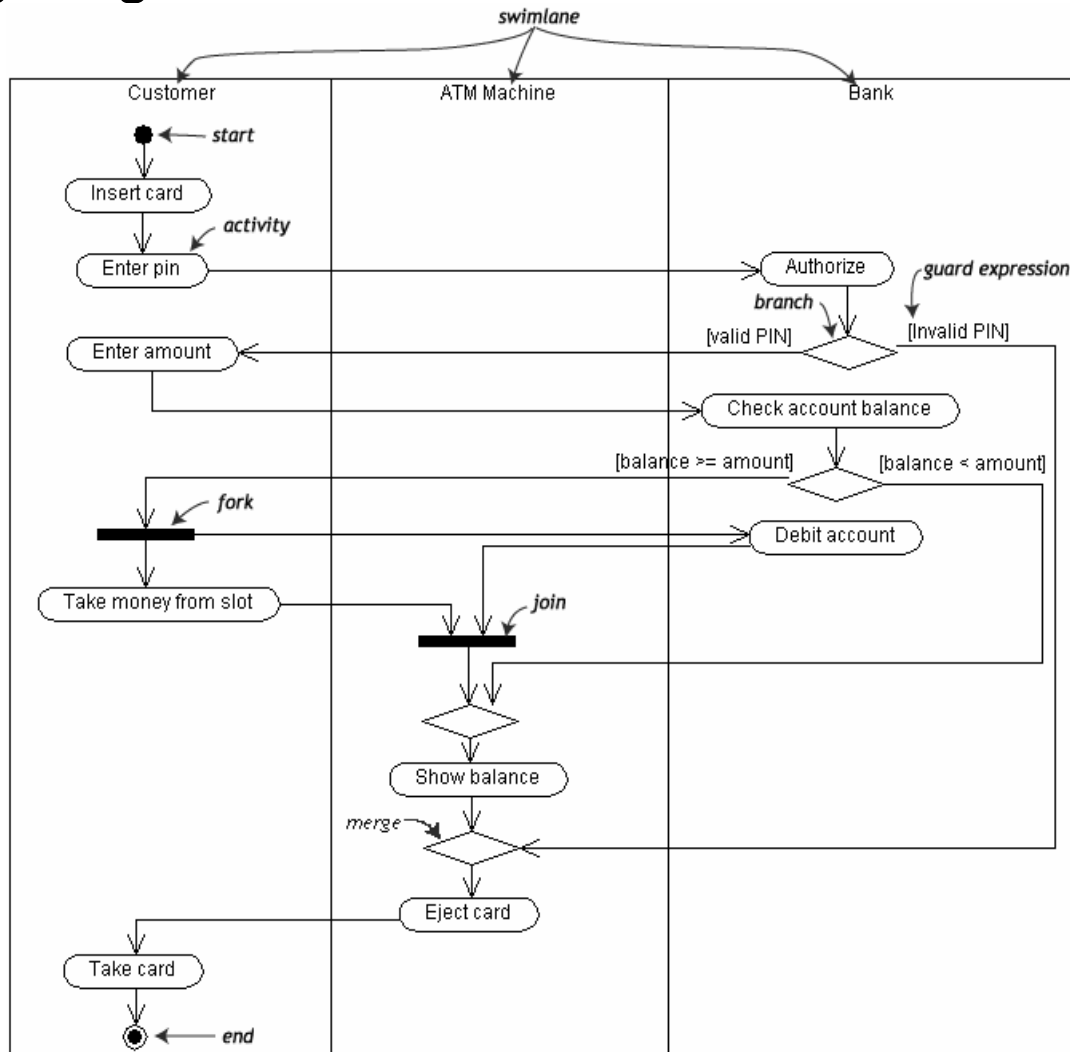 swimlane
Customer
ATM Machine
Bank
start
Insert card
activity
Enter pin
Authorize
guard expression
branch
[valid PIN]
[Invalid PIN]
Enter amount
Check account balance
[balance >= amount]
[balance < amount]
fork
Debit account
Take money from slot
join
Show balance
merge
Eject card
Take card
end